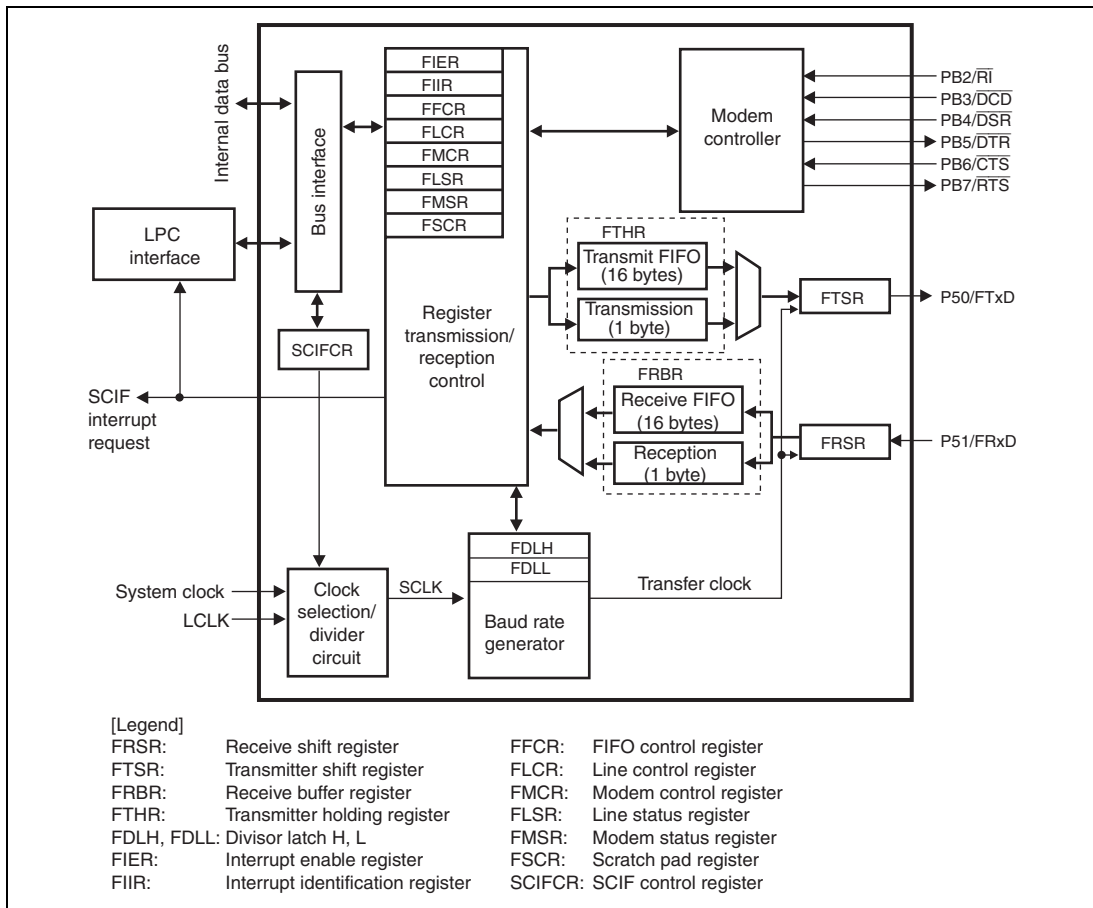 Internal data bus
Bus interface
LPC
interface
SCIFCR
SCIF
interrupt
request
System clock
LCLK
Clock
selection/
divider
circuit
SCLK
FIER
FIIR
FFCR
FLCR
FMCR
FLSR
FMSR
FSCR
Register
transmission/
reception
control
FDLH
FDLL
Baud rate
generator
Transfer clock
Modem
controller
PB2/RI
PB3/DCD
PB4/DSR
PB5/DTR
PB6/CTS
PB7/RTS
FTHR
Transmit FIFO
(16 bytes)
Transmission
(1 byte)
FTSR
P50/FTxD
FRBR
Receive FIFO
(16 bytes)
Reception
(1 byte)
FRSR
P51/FRxD
[Legend]
FRSR: Receive shift register
FTSR: Transmitter shift register
FRBR: Receive buffer register
FTHR: Transmitter holding register
FDLH, FDLL: Divisor latch H, L
FIER: Interrupt enable register
FIIR: Interrupt identification register
FFCR: FIFO control register
FLCR: Line control register
FMCR: Modem control register
FLSR: Line status register
FMSR: Modem status register
FSCR: Scratch pad register
SCIFCR: SCIF control register